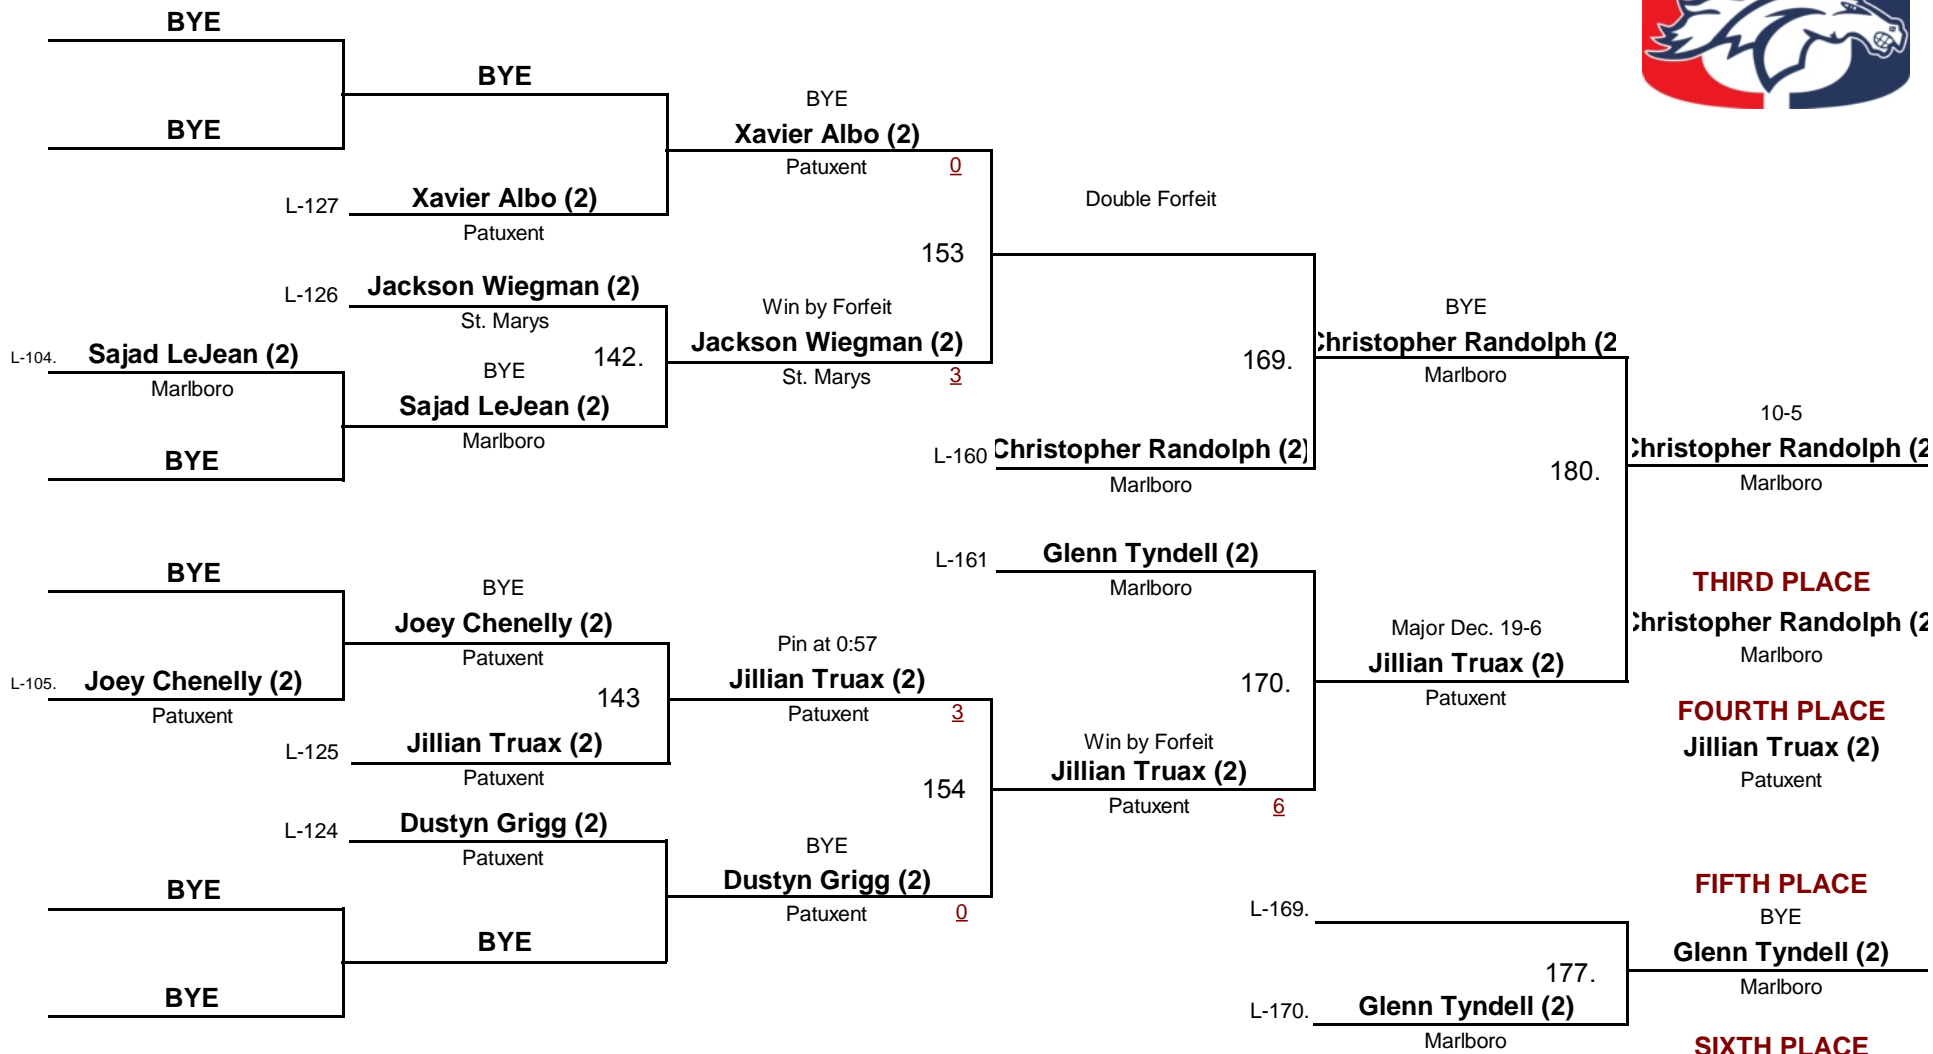 BYE
BYE
BYE
BYE
Xavier Albo (2)
Patuxent 0
L-127 Xavier Albo (2)
Patuxent
Double Forfeit
153
L-126 Jackson Wiegman (2)
St. Marys
Win by Forfeit
Jackson Wiegman (2)
St. Marys 3
L-104. Sajad LeJean (2)
Marlboro
142.
BYE
Sajad LeJean (2)
Marlboro
BYE
BYE
Christopher Randolph (2
Marlboro
169.
L-160 Christopher Randolph (2)
Marlboro
10-5
Christopher Randolph (2
Marlboro
180.
BYE
BYE
Joey Chenelly (2)
Patuxent
L-105. Joey Chenelly (2)
Patuxent
143
L-125 Jillian Truax (2)
Patuxent
Pin at 0:57
Jillian Truax (2)
Patuxent 3
L-161 Glenn Tyndell (2)
Marlboro
170.
Major Dec. 19-6
Jillian Truax (2)
Patuxent
Win by Forfeit
Jillian Truax (2)
Patuxent 6
154
L-124 Dustyn Grigg (2)
Patuxent
BYE
Dustyn Grigg (2)
Patuxent 0
BYE
BYE
BYE
THIRD PLACE
Christopher Randolph (2
Marlboro
FOURTH PLACE
Jillian Truax (2)
Patuxent
FIFTH PLACE
BYE
Glenn Tyndell (2)
Marlboro
L-169.
177.
L-170. Glenn Tyndell (2)
Marlboro
SIXTH PLACE